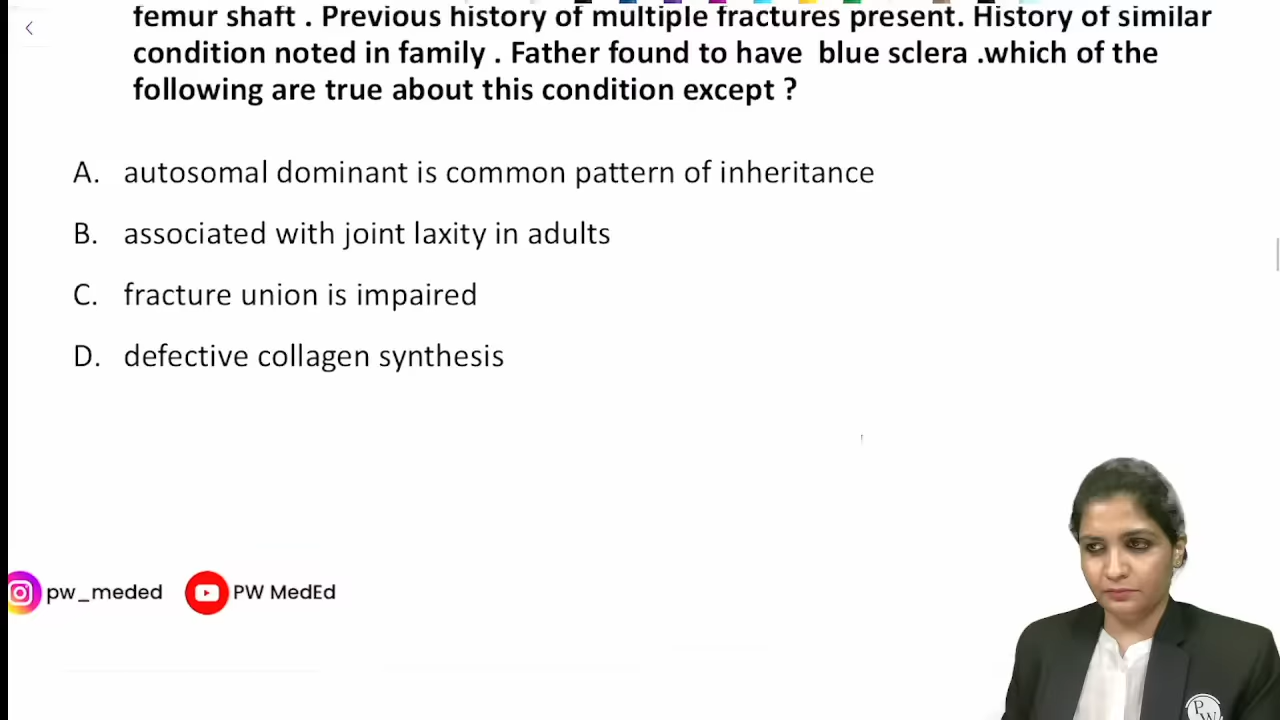 femur shaft . Previous history of multiple fractures present. History of similar
condition noted in family . Father found to have blue sclera .which of the
following are true about this condition except ?
A. autosomal dominant is common pattern of inheritance
B. associated with joint laxity in adults
C. fracture union is impaired
D. defective collagen synthesis
pw_meded PW MedEd
PW